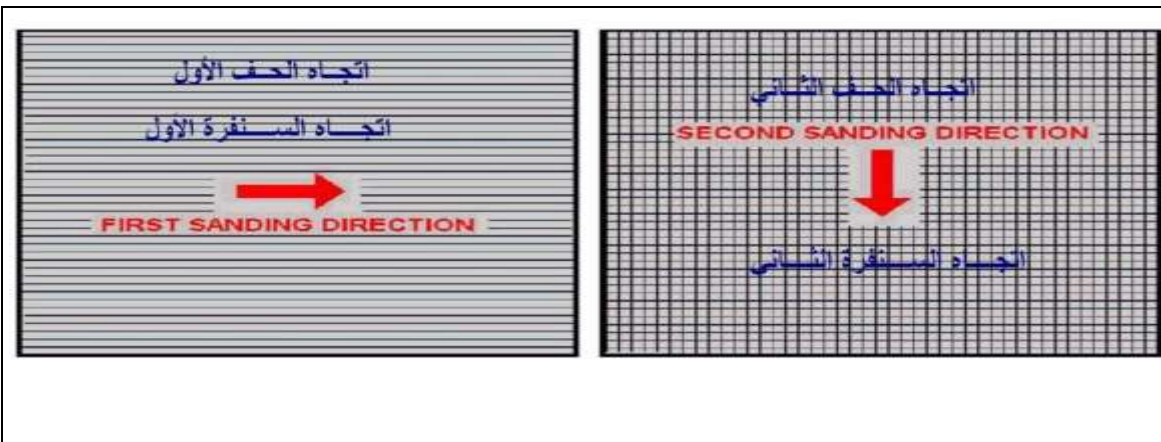 اتجاه الحف الأول
اتجاه السنفرة الأول
FIRST SANDING DIRECTION
اتجاه الحف الثاني
SECOND SANDING DIRECTION
اتجاه السنفرة الثاني